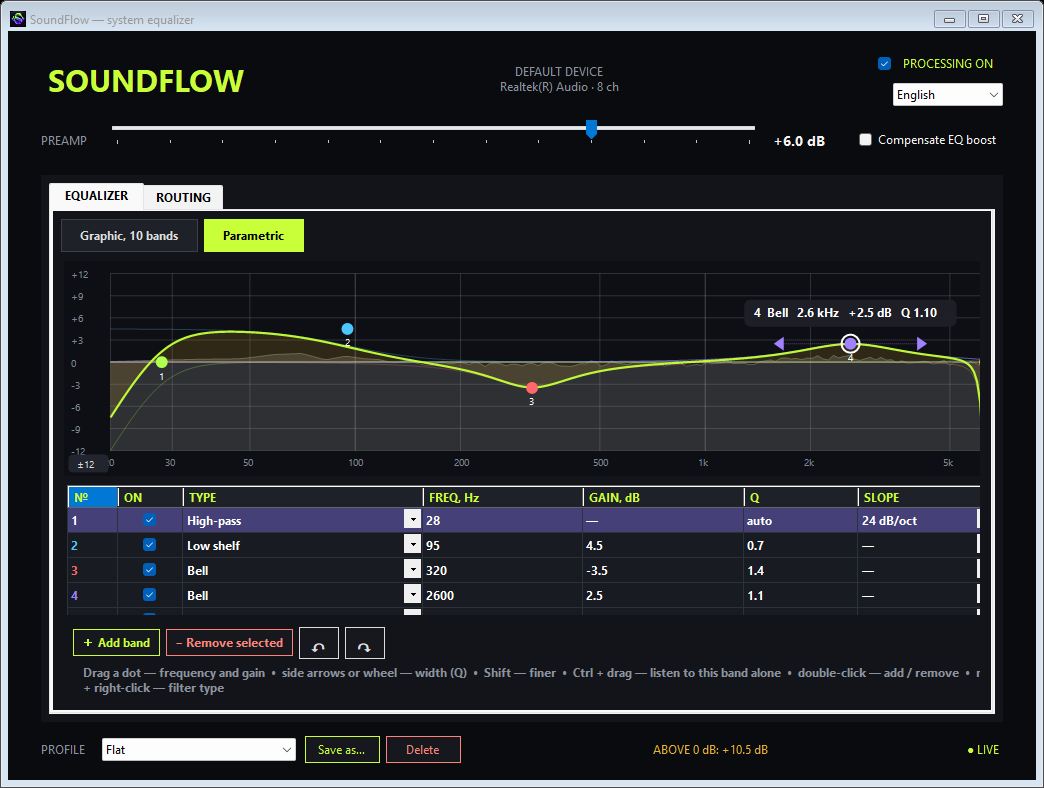 SoundFlow — system equalizer
SOUNDFLOW
DEFAULT DEVICE
Realtek(R) Audio · 8 ch
PROCESSING ON
English
PREAMP
+6.0 dB
Compensate EQ boost
EQUALIZER
ROUTING
Graphic, 10 bands
Parametric
+12
+9
+6
+3
0
-3
-6
-9
-12
4 Bell 2.6 kHz +2.5 dB Q 1.10
1
2
3
4
±12
30 50 100 200 500 1k 2k 5k
№ ON TYPE FREQ, Hz GAIN, dB Q SLOPE
1 High-pass 28 — auto 24 dB/oct
2 Low shelf 95 4.5 0.7 —
3 Bell 320 -3.5 1.4 —
4 Bell 2600 2.5 1.1 —
+ Add band
− Remove selected
Drag a dot — frequency and gain • side arrows or wheel — width (Q) • Shift — finer • Ctrl + drag — listen to this band alone • double-click — add / remove •
+ right-click — filter type
PROFILE
Flat
Save as...
Delete
ABOVE 0 dB: +10.5 dB
● LIVE